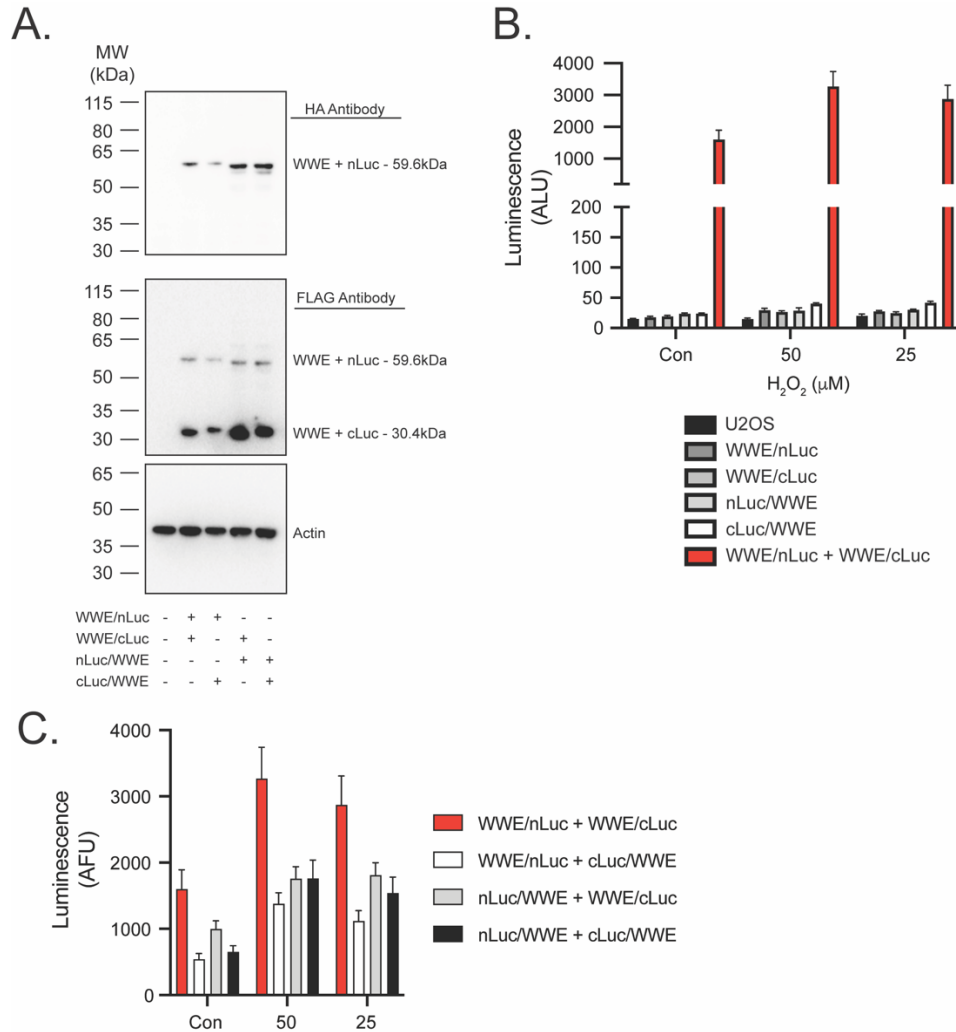 A.
MW
(kDa)
115
80
65
50
35
30
HA Antibody
WWE + nLuc - 59.6kDa
115
80
65
50
35
30
FLAG Antibody
WWE + nLuc - 59.6kDa
WWE + cLuc - 30.4kDa
65
50
35
30
Actin
WWE/nLuc - + + - -
WWE/cLuc - + - + -
nLuc/WWE - - - + +
cLuc/WWE - - + - +
B.
Luminescence
(ALU)
4000
3000
2000
1000
200
150
100
50
0
Con 50 25
H₂O₂ (μM)
U2OS
WWE/nLuc
WWE/cLuc
nLuc/WWE
cLuc/WWE
WWE/nLuc + WWE/cLuc
C.
Luminescence
(AFU)
4000
3000
2000
1000
0
Con 50 25
WWE/nLuc + WWE/cLuc
WWE/nLuc + cLuc/WWE
nLuc/WWE + WWE/cLuc
nLuc/WWE + cLuc/WWE